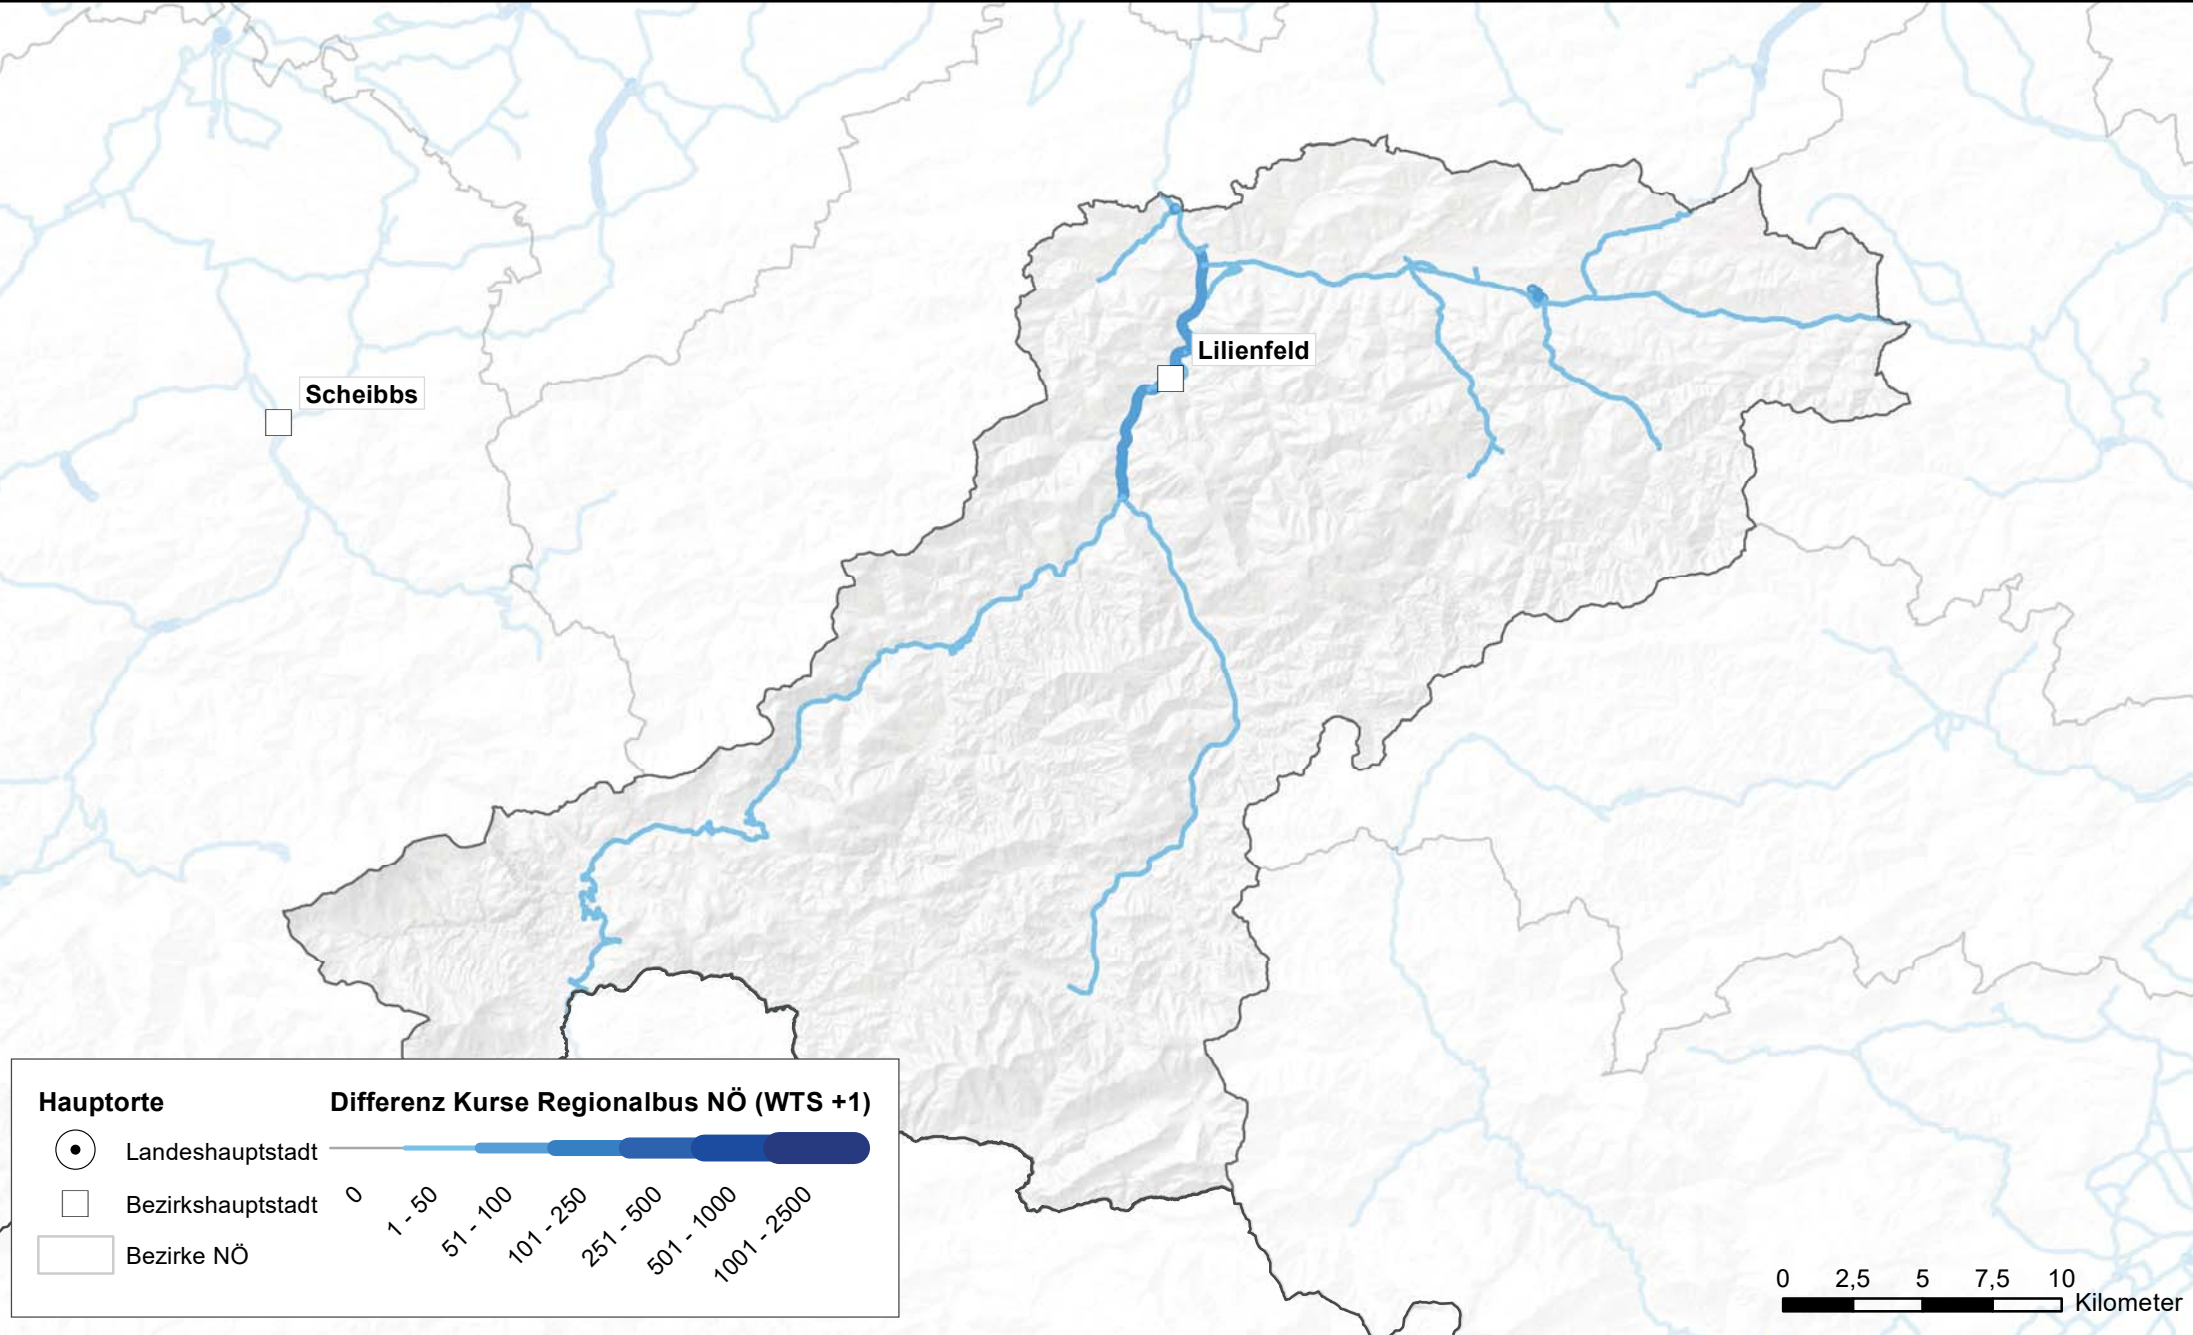 Lilienfeld
Scheibbs
Hauptorte
Landeshauptstadt
Bezirkshauptstadt
Bezirke NÖ
Differenz Kurse Regionalbus NÖ (WTS +1)
0
1 - 50
51 - 100
101 - 250
251 - 500
501 - 1000
1001 - 2500
0 2,5 5 7,5 10
Kilometer